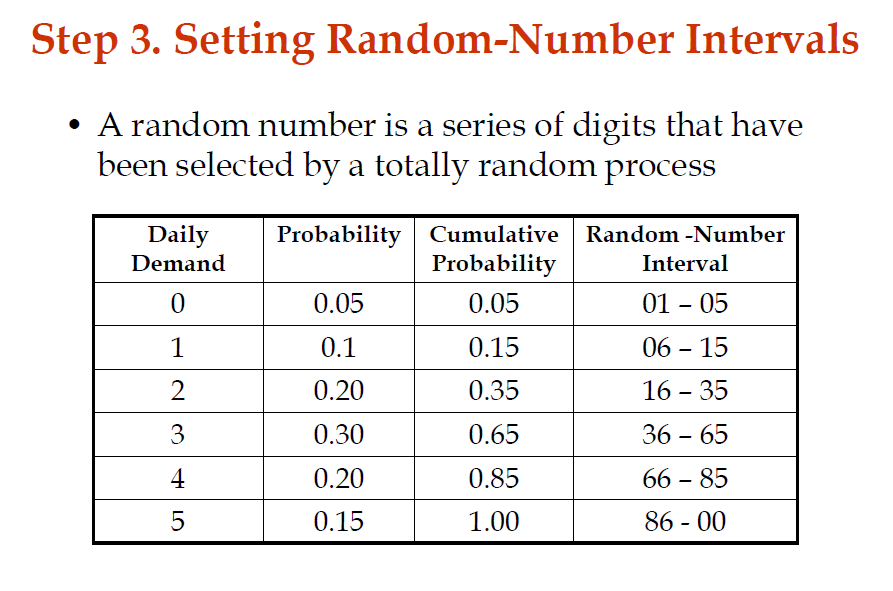 Step 3. Setting Random-Number Intervals
• A random number is a series of digits that have
been selected by a totally random process
Daily Demand Probability Cumulative Probability Random -Number Interval
0 0.05 0.05 01 – 05
1 0.1 0.15 06 – 15
2 0.20 0.35 16 – 35
3 0.30 0.65 36 – 65
4 0.20 0.85 66 – 85
5 0.15 1.00 86 - 00